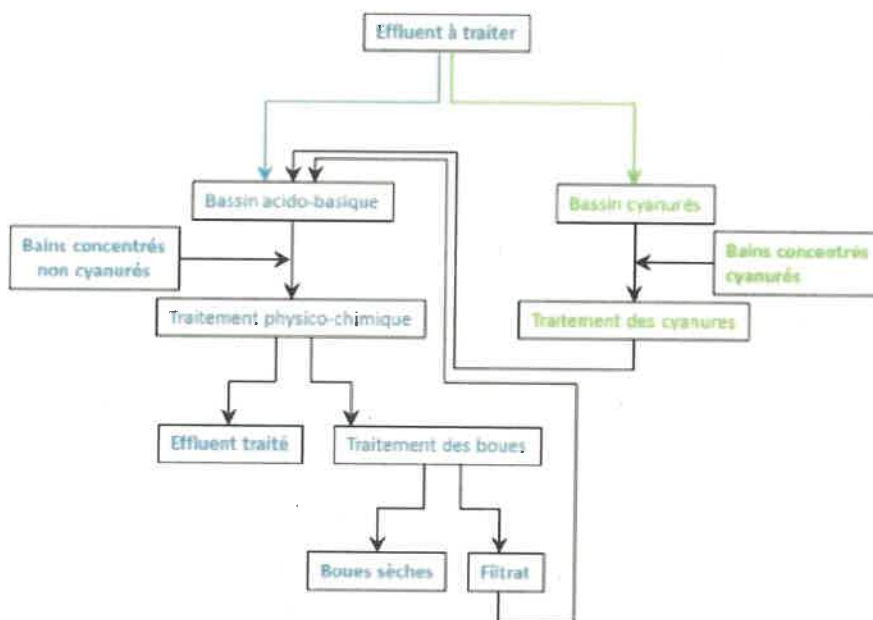 Effluent à traiter
Bassin acido-basique
Bassin cyanurés
Bains concentrés
non cyanurés
Bains concentrés
cyanurés
Traitement physico-chimique
Traitement des cyanures
Effluent traité
Traitement des boues
Boues sèches
Filtrat